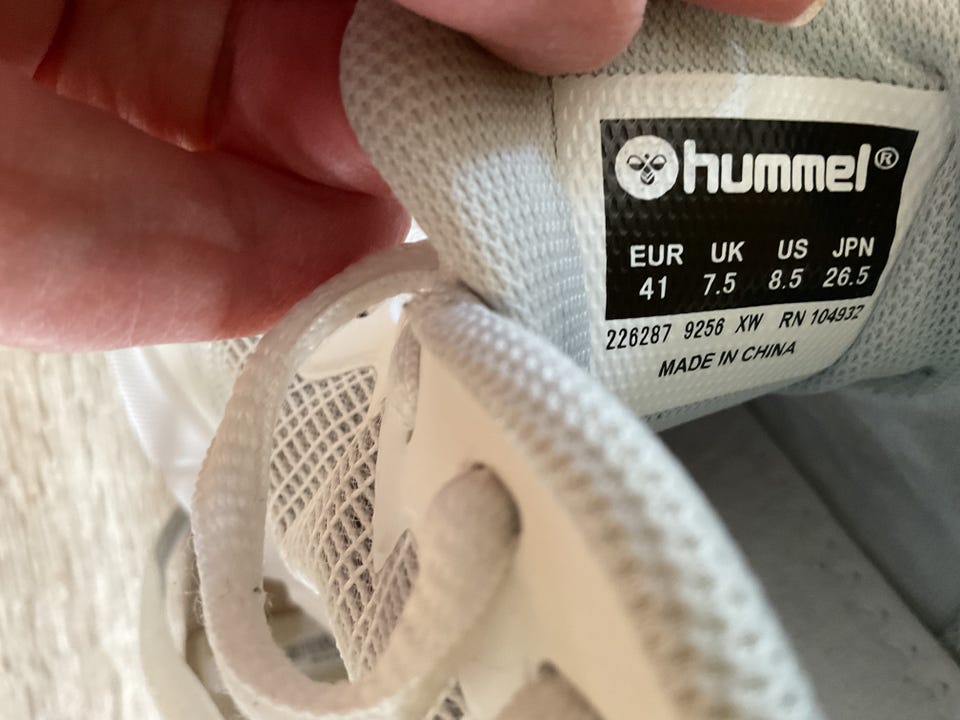 hummel®
EUR UK US JPN
41 7.5 8.5 26.5
226287 9256 XW RN 104932
MADE IN CHINA